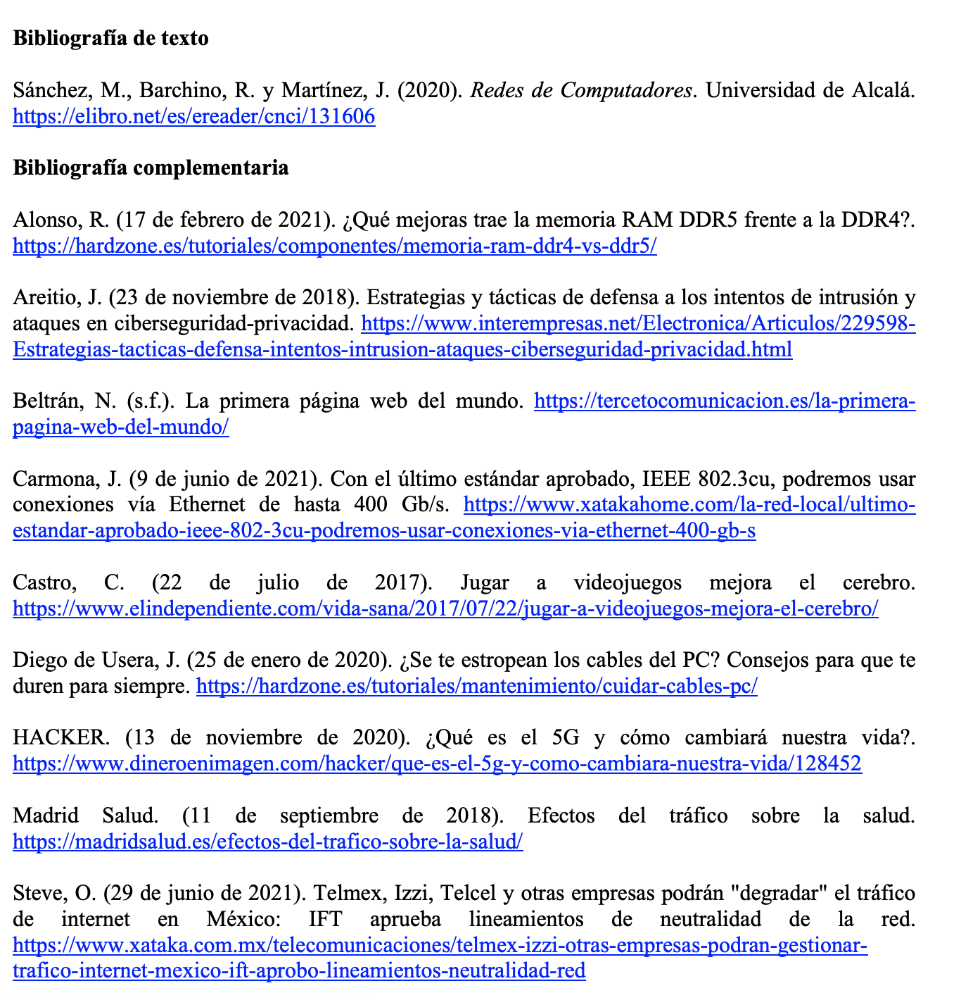 Bibliografía de texto
Sánchez, M., Barchino, R. y Martínez, J. (2020). Redes de Computadores. Universidad de Alcalá.
https://elibro.net/es/ereader/cnci/131606
Bibliografía complementaria
Alonso, R. (17 de febrero de 2021). ¿Qué mejoras trae la memoria RAM DDR5 frente a la DDR4?.
https://hardzone.es/tutoriales/componentes/memoria-ram-ddr4-vs-ddr5/
Areitio, J. (23 de noviembre de 2018). Estrategias y tácticas de defensa a los intentos de intrusión y
ataques en ciberseguridad-privacidad. https://www.interempresas.net/Electronica/Articulos/229598-
Estrategias-tacticas-defensa-intentos-intrusion-ataques-ciberseguridad-privacidad.html
Beltrán, N. (s.f.). La primera página web del mundo. https://tercetocomunicacion.es/la-primera-
pagina-web-del-mundo/
Carmona, J. (9 de junio de 2021). Con el último estándar aprobado, IEEE 802.3cu, podremos usar
conexiones vía Ethernet de hasta 400 Gb/s. https://www.xatakahome.com/la-red-local/ultimo-
estandar-aprobado-ieee-802-3cu-podremos-usar-conexiones-via-ethernet-400-gb-s
Castro, C. (22 de julio de 2017). Jugar a videojuegos mejora el cerebro.
https://www.elindependiente.com/vida-sana/2017/07/22/jugar-a-videojuegos-mejora-el-cerebro/
Diego de Usera, J. (25 de enero de 2020). ¿Se te estropean los cables del PC? Consejos para que te
duren para siempre. https://hardzone.es/tutoriales/mantenimiento/cuidar-cables-pc/
HACKER. (13 de noviembre de 2020). ¿Qué es el 5G y cómo cambiará nuestra vida?.
https://www.dineroenimagen.com/hacker/que-es-el-5g-y-como-cambiara-nuestra-vida/128452
Madrid Salud. (11 de septiembre de 2018). Efectos del tráfico sobre la salud.
https://madridsalud.es/efectos-del-trafico-sobre-la-salud/
Steve, O. (29 de junio de 2021). Telmex, Izzi, Telcel y otras empresas podrán "degradar" el tráfico
de internet en México: IFT aprueba lineamientos de neutralidad de la red.
https://www.xataka.com.mx/telecomunicaciones/telmex-izzi-otras-empresas-podran-gestionar-
trafico-internet-mexico-ift-aprobo-lineamientos-neutralidad-red